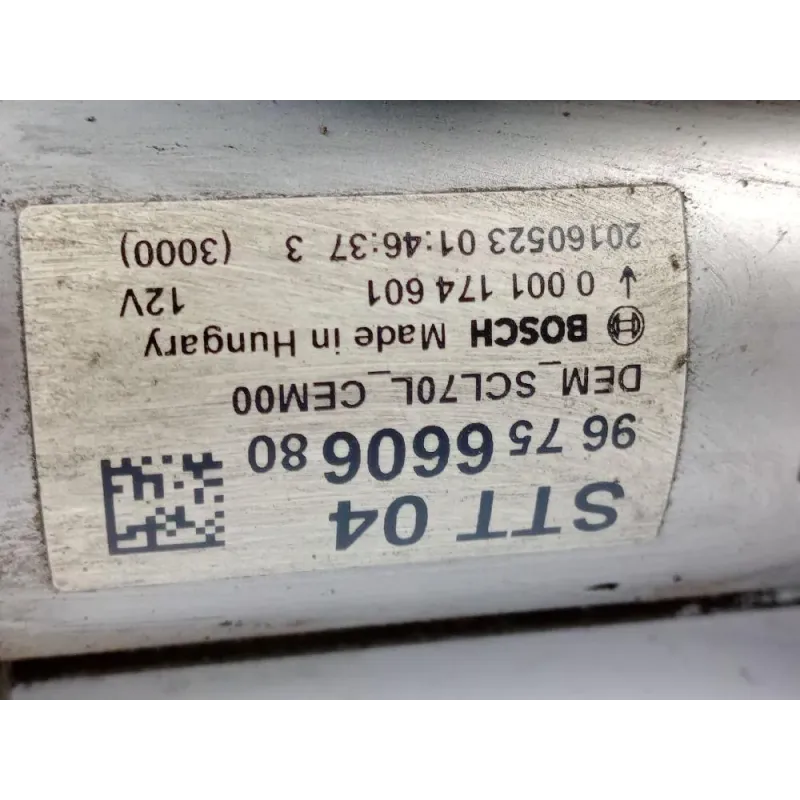 STT 04
96 75 6606 80
DEM_SCL70L_CEM00
BOSCH Made in Hungary
0 001 174 601 12V
20160523 01:46:37 3 (3000)